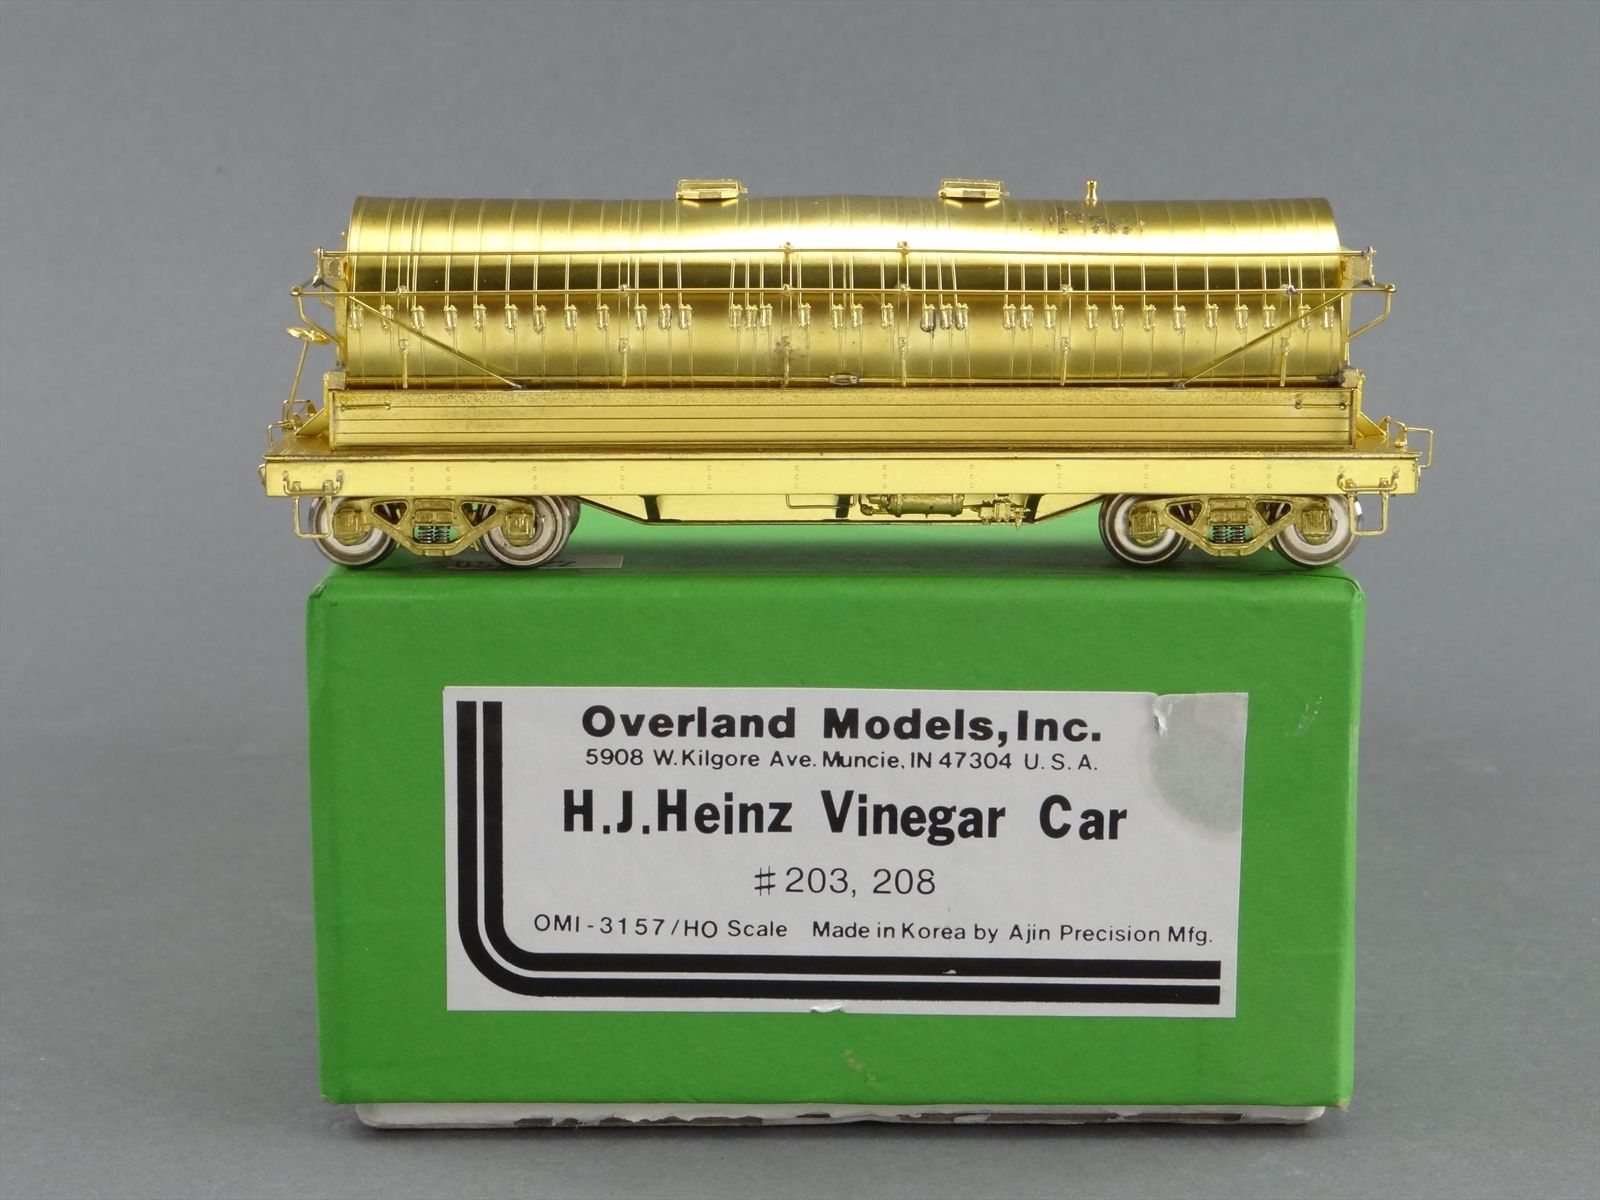 Overland Models, Inc.
5908 W. Kilgore Ave. Muncie, IN 47304 U. S. A.
H.J. Heinz Vinegar Car
#203, 208
OMI-3157/HO Scale Made in Korea by Ajin Precision Mfg.